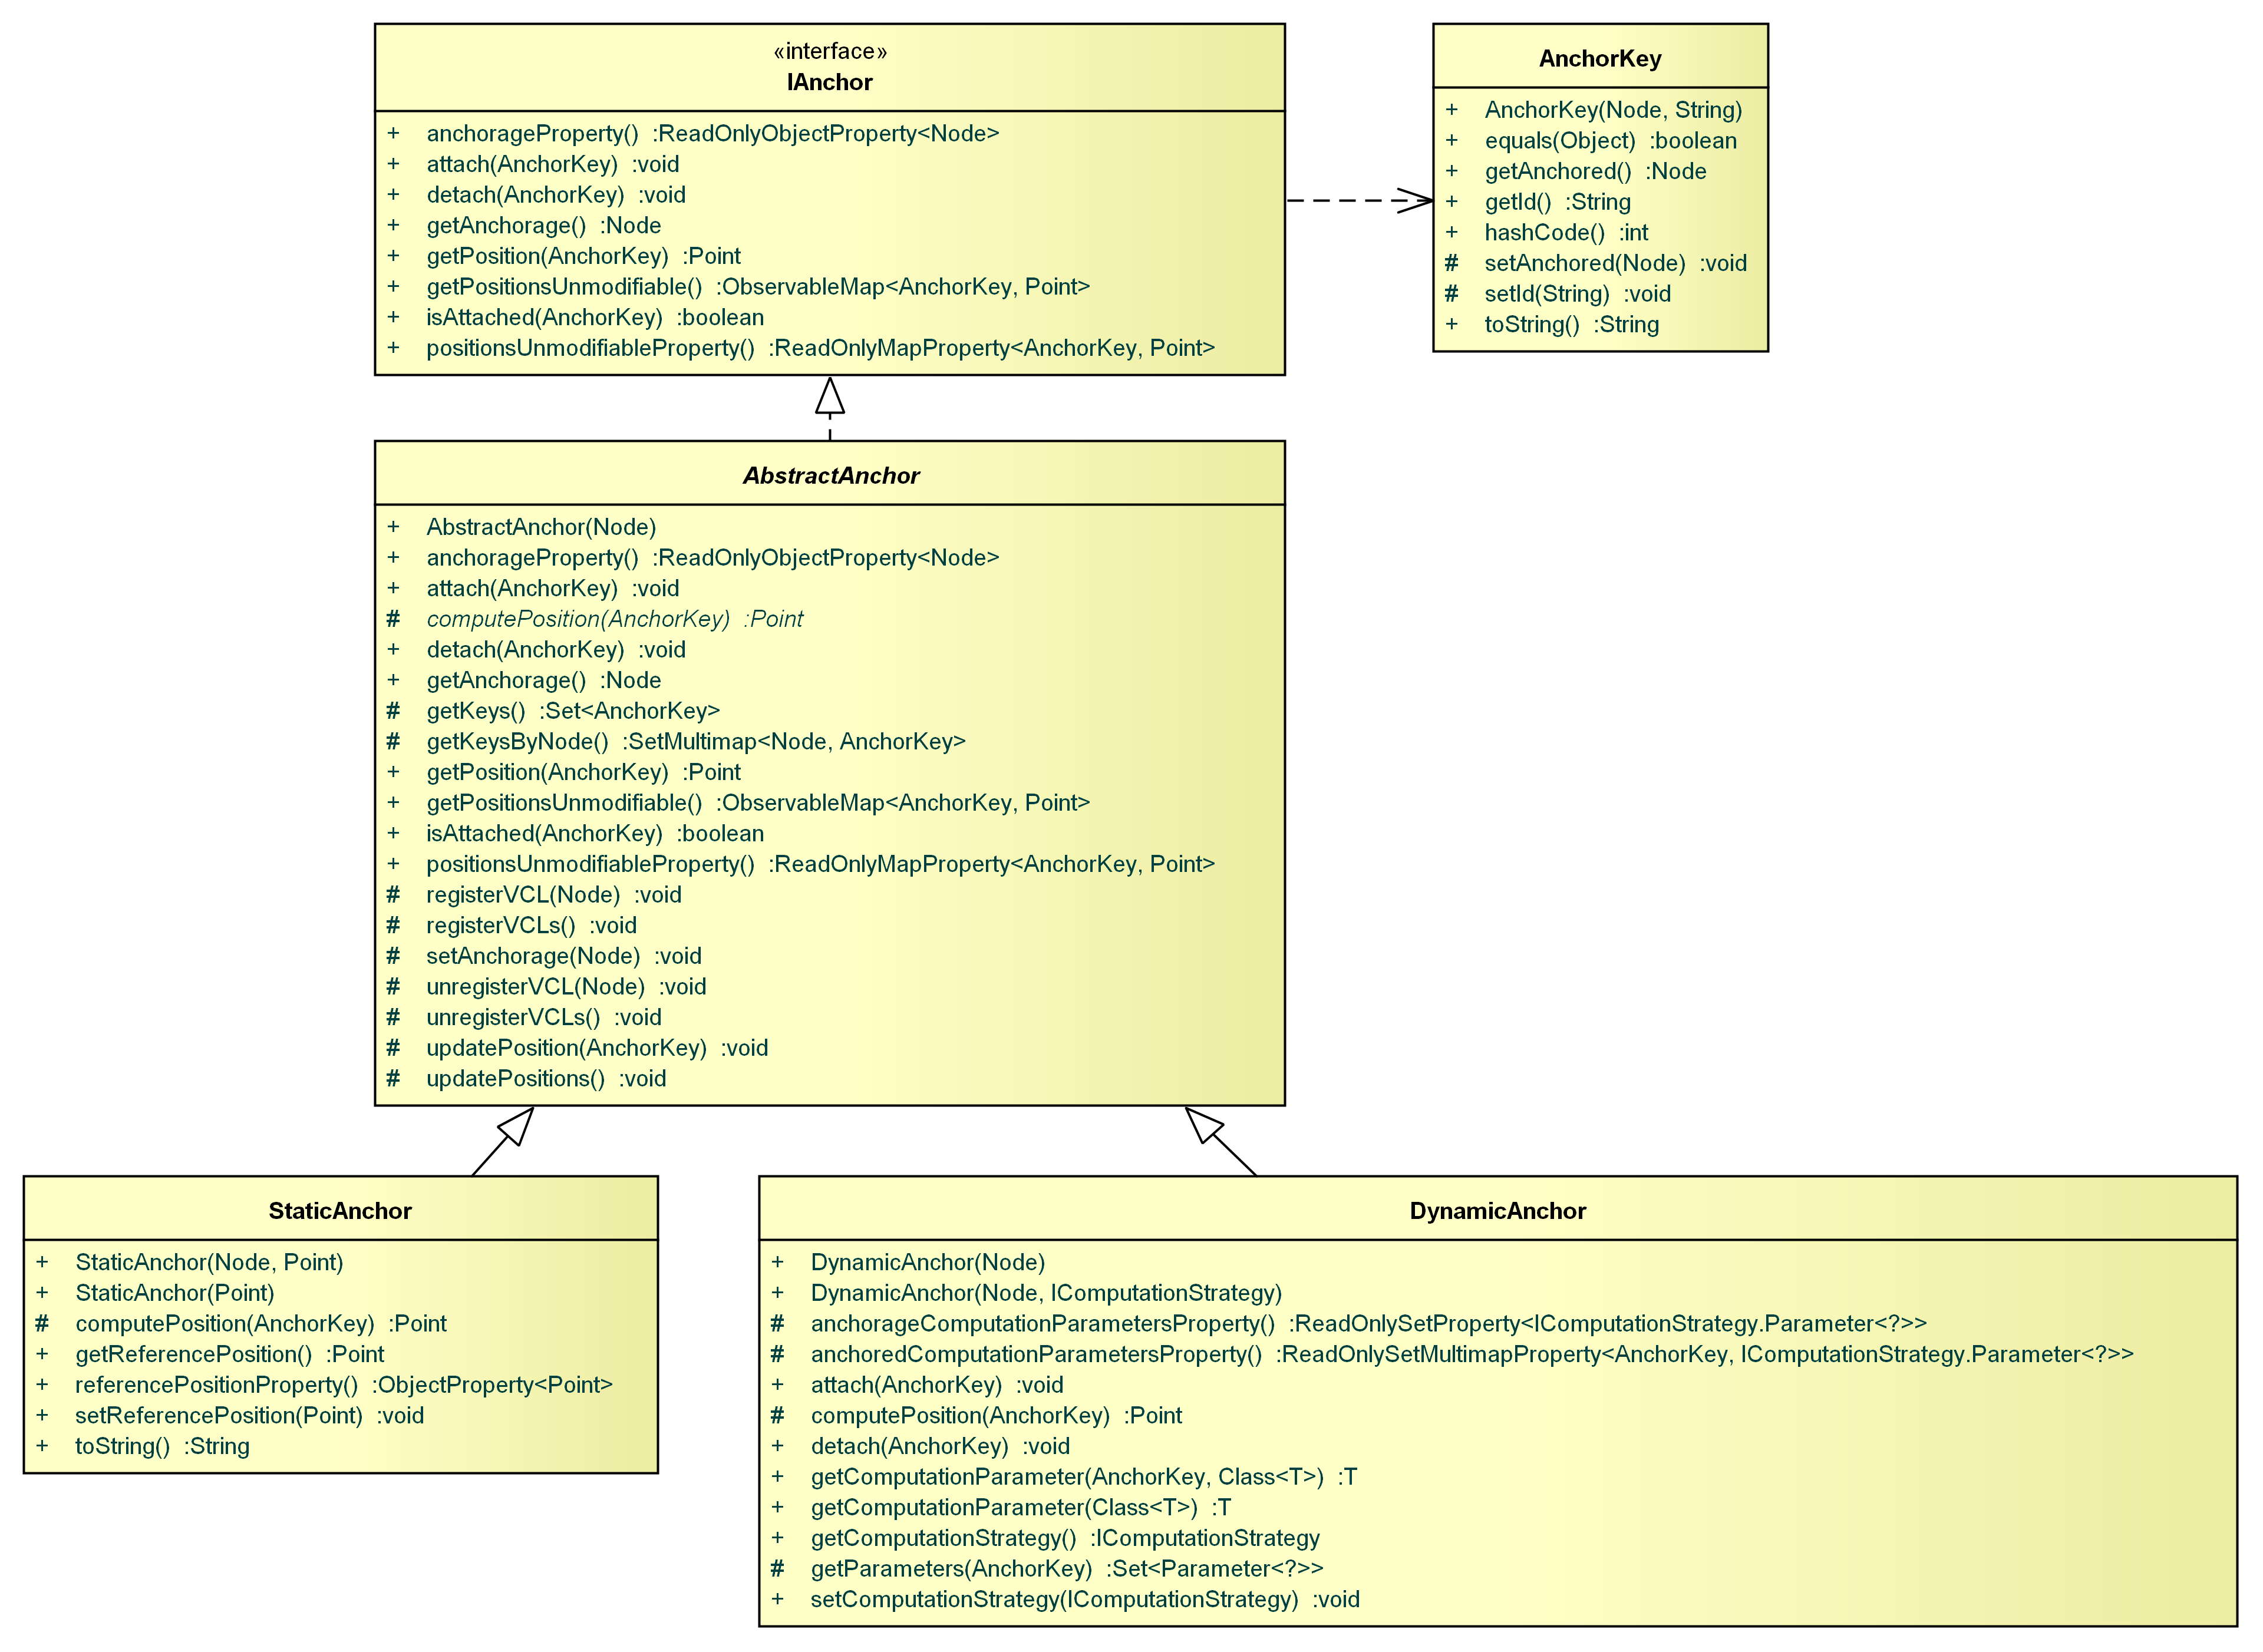 «interface»
IAnchor
+ anchorageProperty() :ReadOnlyObjectProperty<Node>
+ attach(AnchorKey) :void
+ detach(AnchorKey) :void
+ getAnchorage() :Node
+ getPosition(AnchorKey) :Point
+ getPositionsUnmodifiable() :ObservableMap<AnchorKey, Point>
+ isAttached(AnchorKey) :boolean
+ positionsUnmodifiableProperty() :ReadOnlyMapProperty<AnchorKey, Point>
AnchorKey
+ AnchorKey(Node, String)
+ equals(Object) :boolean
+ getAnchored() :Node
+ getId() :String
+ hashCode() :int
# setAnchored(Node) :void
# setId(String) :void
+ toString() :String
AbstractAnchor
+ AbstractAnchor(Node)
+ anchorageProperty() :ReadOnlyObjectProperty<Node>
+ attach(AnchorKey) :void
# computePosition(AnchorKey) :Point
+ detach(AnchorKey) :void
+ getAnchorage() :Node
# getKeys() :Set<AnchorKey>
# getKeysByNode() :SetMultimap<Node, AnchorKey>
+ getPosition(AnchorKey) :Point
+ getPositionsUnmodifiable() :ObservableMap<AnchorKey, Point>
+ isAttached(AnchorKey) :boolean
+ positionsUnmodifiableProperty() :ReadOnlyMapProperty<AnchorKey, Point>
# registerVCL(Node) :void
# registerVCLs() :void
# setAnchorage(Node) :void
# unregisterVCL(Node) :void
# unregisterVCLs() :void
# updatePosition(AnchorKey) :void
# updatePositions() :void
StaticAnchor
+ StaticAnchor(Node, Point)
+ StaticAnchor(Point)
# computePosition(AnchorKey) :Point
+ getReferencePosition() :Point
+ referencePositionProperty() :ObjectProperty<Point>
+ setReferencePosition(Point) :void
+ toString() :String
DynamicAnchor
+ DynamicAnchor(Node)
+ DynamicAnchor(Node, IComputationStrategy)
# anchorageComputationParametersProperty() :ReadOnlySetProperty<IComputationStrategy.Parameter<?>>
# anchoredComputationParametersProperty() :ReadOnlySetMultimapProperty<AnchorKey, IComputationStrategy.Parameter<?>>
+ attach(AnchorKey) :void
# computePosition(AnchorKey) :Point
+ detach(AnchorKey) :void
+ getComputationParameter(AnchorKey, Class<T>) :T
+ getComputationParameter(Class<T>) :T
+ getComputationStrategy() :IComputationStrategy
# getParameters(AnchorKey) :Set<Parameter<?>>
+ setComputationStrategy(IComputationStrategy) :void